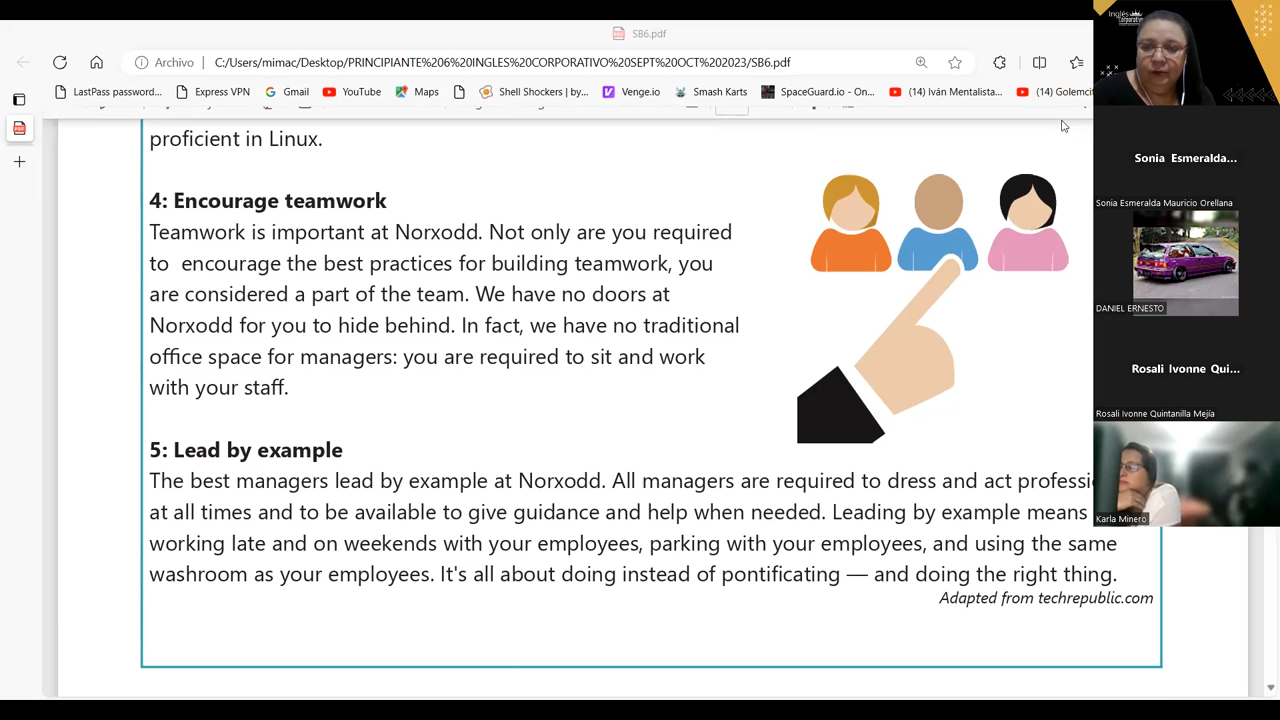 SB6.pdf
Archivo
C:/Users/mimac/Desktop/PRINCIPIANTE%206%20INGLES%20CORPORATIVO%20SEPT%20OCT%202023/SB6.pdf
LastPass password...
Express VPN
Gmail
YouTube
Maps
Shell Shockers | by...
Venge.io
Smash Karts
SpaceGuard.io - On...
(14) Iván Mentalista...
(14) Golemcit
proficient in Linux.
4: Encourage teamwork
Teamwork is important at Norxodd. Not only are you required
to encourage the best practices for building teamwork, you
are considered a part of the team. We have no doors at
Norxodd for you to hide behind. In fact, we have no traditional
office space for managers: you are required to sit and work
with your staff.
5: Lead by example
The best managers lead by example at Norxodd. All managers are required to dress and act professi
at all times and to be available to give guidance and help when needed. Leading by example means
working late and on weekends with your employees, parking with your employees, and using the same
washroom as your employees. It's all about doing instead of pontificating — and doing the right thing.
Adapted from techrepublic.com
Inglés
Corporativo
Sonia Esmeralda...
Sonia Esmeralda Mauricio Orellana
DANIEL ERNESTO
Rosali Ivonne Qui...
Rosali Ivonne Quintanilla Mejía
Karla Minero